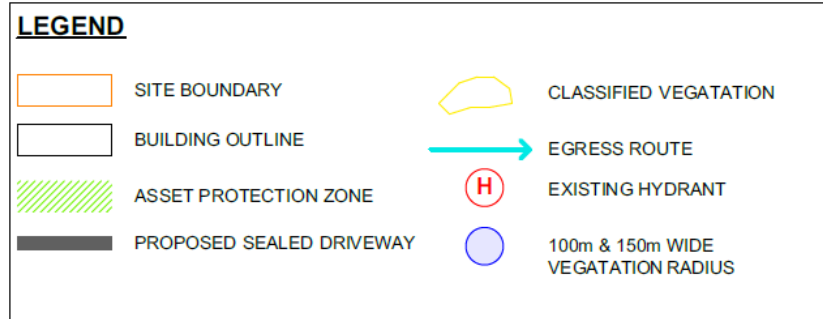 LEGEND
SITE BOUNDARY
BUILDING OUTLINE
ASSET PROTECTION ZONE
PROPOSED SEALED DRIVEWAY
CLASSIFIED VEGATATION
EGRESS ROUTE
H
EXISTING HYDRANT
100m & 150m WIDE
VEGATATION RADIUS